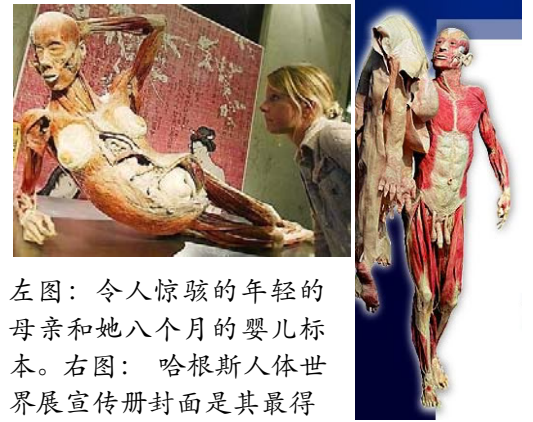 左图：令人惊骇的年轻的
母亲和她八个月的婴儿标
本。右图： 哈根斯人体世
界展宣传册封面是其最得